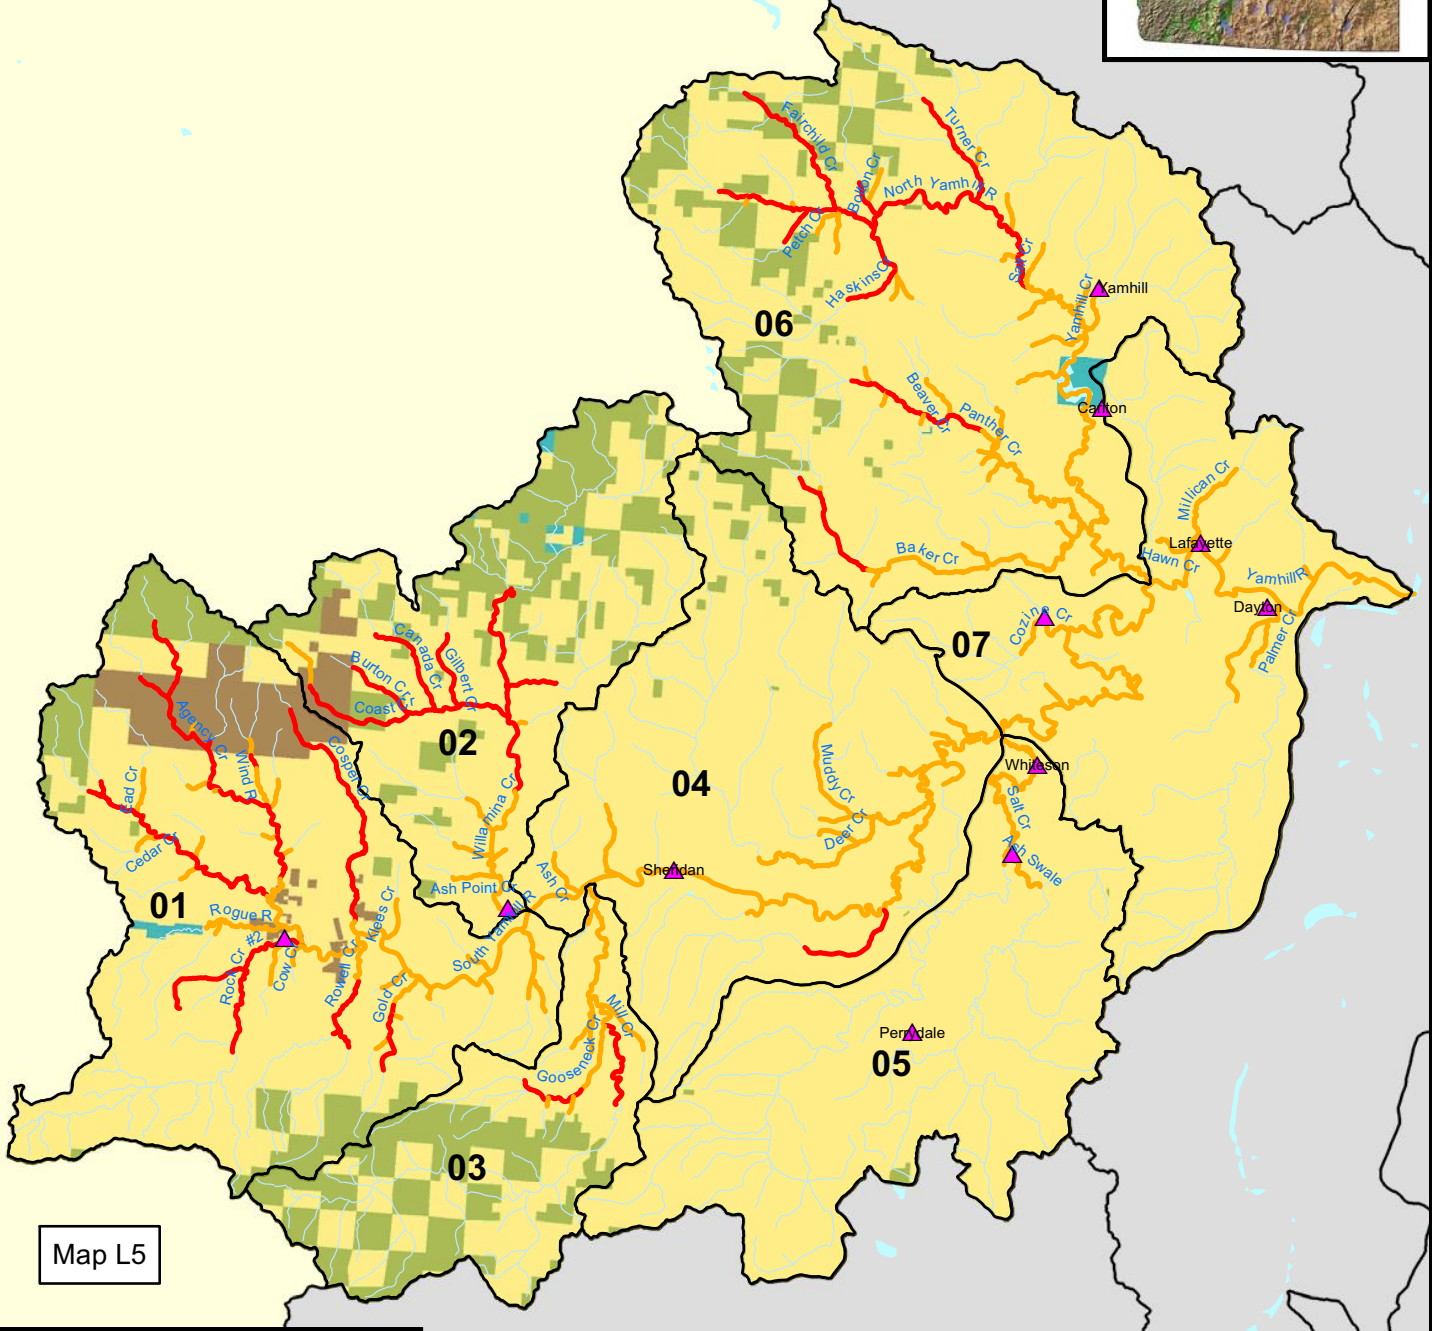 Fairchild Cr
Turner Cr
Bolton Cr
North Yamhill R
Petch Cr
Haskins Cr
Salt Cr
Yamhill Cr
Yamhill
06
Beaver Cr
Panther Cr
Carlton
Millican Cr
Lafayette
Baker Cr
Hawn Cr
Yamhill R
Dayton
Palmer Cr
Cozine Cr
07
Canada Cr
Gilbert Cr
Burton Cr
Coast Cr
02
Agency Cr
Wind R
Cosper Cr
04
Muddy Cr
Whiteson
Salt Cr
Willamina Cr
Deer Cr
Ash Swale
Cedar Cr
Sheridan
Ash Cr
Ash Point Cr
01
Rogue R
Klees Cr
South Yamhill R
Rock Cr #2
Cow Cr
Rowell Cr
Gold Cr
Mill Cr
Gooseneck Cr
Perrydale
05
03
Map L5